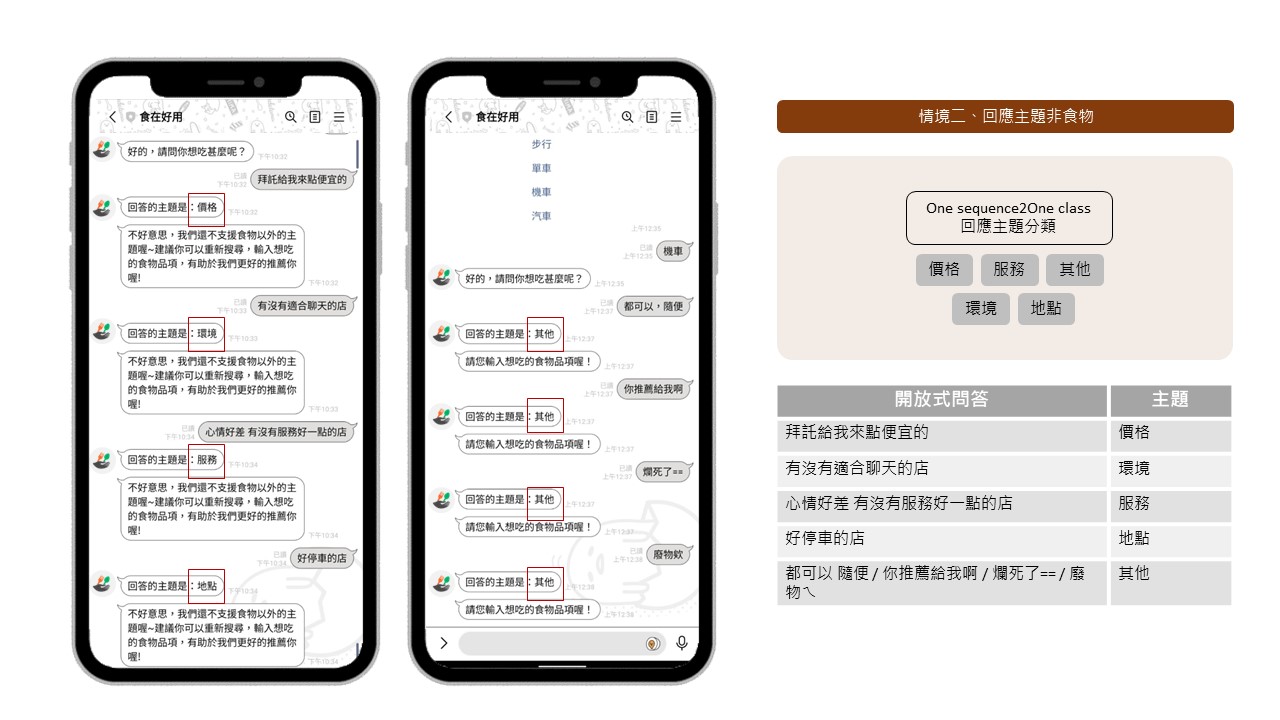 食在好用
好的，請問你想吃甚麼呢？
下午10:32
已讀
下午10:32
拜託給我來點便宜的
回答的主題是：價格
下午10:32
不好意思，我們還不支援食物以外的主
題喔~建議你可以重新搜尋，輸入想吃
的食物品項，有助於我們更好的推薦你
喔!
下午10:32
已讀
下午10:33
有沒有適合聊天的店
回答的主題是：環境
下午10:33
不好意思，我們還不支援食物以外的主
題喔~建議你可以重新搜尋，輸入想吃
的食物品項，有助於我們更好的推薦你
喔!
下午10:33
已讀
下午10:34
心情好差 有沒有服務好一點的店
回答的主題是：服務
下午10:34
不好意思，我們還不支援食物以外的主
題喔~建議你可以重新搜尋，輸入想吃
的食物品項，有助於我們更好的推薦你
喔!
下午10:34
已讀
下午10:34
好停車的店
回答的主題是：地點
下午10:34
不好意思，我們還不支援食物以外的主
題喔~建議你可以重新搜尋，輸入想吃
的食物品項，有助於我們更好的推薦你
喔!
下午10:34
食在好用
步行
單車
機車
汽車
上午12:35
已讀
上午12:35
機車
好的，請問你想吃甚麼呢？
上午12:35
已讀
上午12:37
都可以，隨便
回答的主題是：其他
上午12:37
請您輸入想吃的食物品項喔！
上午12:37
已讀
上午12:37
你推薦給我啊
回答的主題是：其他
上午12:37
請您輸入想吃的食物品項喔！
上午12:37
已讀
上午12:37
爛死了==
回答的主題是：其他
上午12:37
請您輸入想吃的食物品項喔！
上午12:37
已讀
上午12:38
廢物欸
回答的主題是：其他
上午12:38
請您輸入想吃的食物品項喔！
上午12:38
情境二、回應主題非食物
One sequence2One class
回應主題分類
價格 服務 其他
環境 地點
開放式問答 主題
拜託給我來點便宜的 價格
有沒有適合聊天的店 環境
心情好差 有沒有服務好一點的店 服務
好停車的店 地點
都可以 隨便 / 你推薦給我啊 / 爛死了== / 廢 其他
物ㄟ